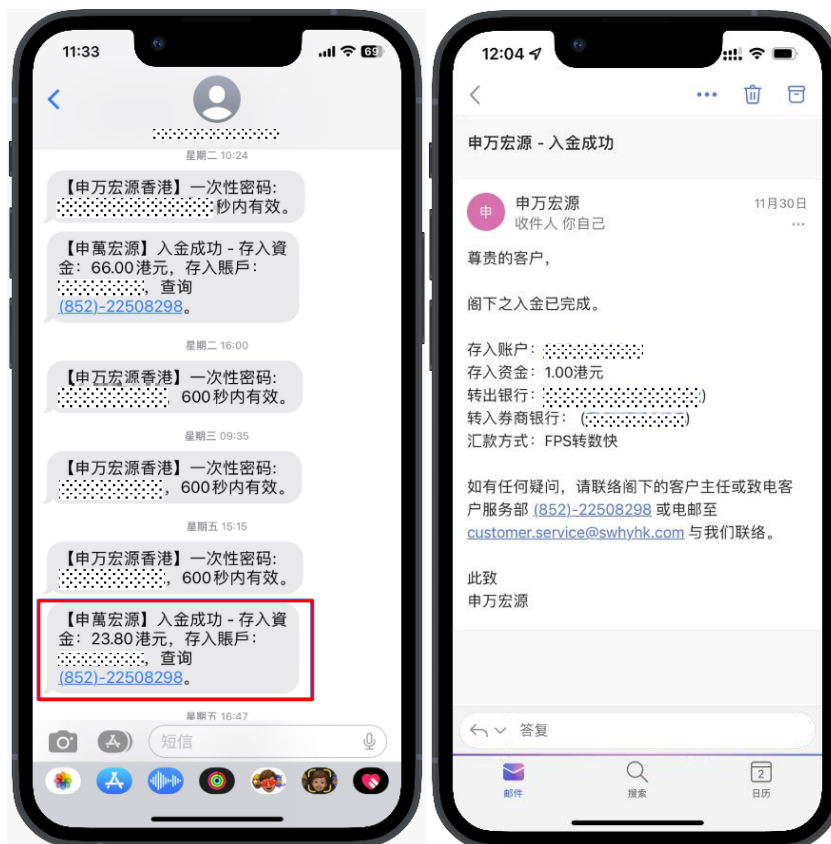 11:33
69
星期二 10:24
【申万宏源香港】一次性密码:
秒内有效。
【申萬宏源】入金成功 - 存入資
金：66.00港元，存入賬戶：
，查询
(852)-22508298。
星期二 16:00
【申万宏源香港】一次性密码:
，600秒内有效。
星期三 09:35
【申万宏源香港】一次性密码:
，600秒内有效。
星期五 15:15
【申万宏源香港】一次性密码:
，600秒内有效。
【申萬宏源】入金成功 - 存入資
金：23.80港元，存入賬戶：
，查询
(852)-22508298。
星期五 16:47
短信
12:04
申万宏源 - 入金成功
申
申万宏源
11月30日
收件人 你自己
尊贵的客户，
阁下之入金已完成。
存入账户：
存入资金：1.00港元
转出银行：)
转入券商银行：()
汇款方式：FPS转数快
如有任何疑问，请联络阁下的客户主任或致电客
户服务部 (852)-22508298 或电邮至
customer.service@swhyhk.com 与我们联络。
此致
申万宏源
答复
邮件
搜索
2
日历